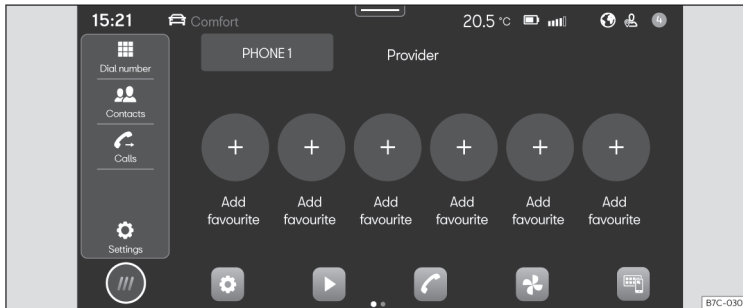 15:21 Comfort 20.5 °C 4
PHONE 1 Provider
Dial number
Contacts
Calls
Settings
Add favourite
Add favourite
Add favourite
Add favourite
Add favourite
Add favourite
B7C-030